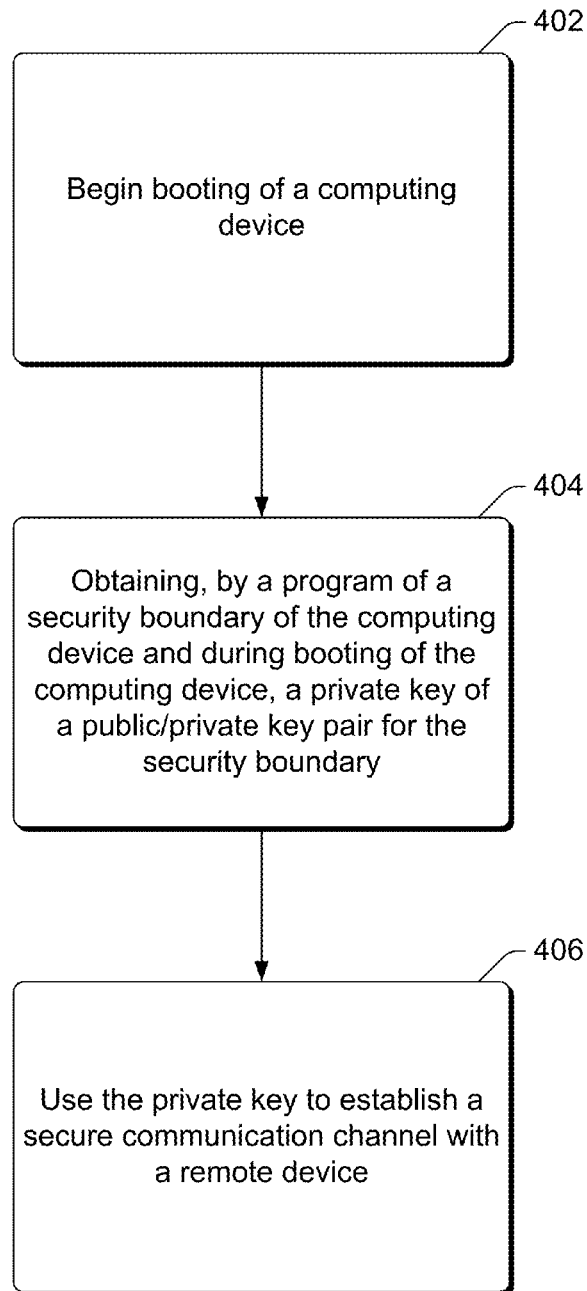 402
Begin booting of a computing
device
404
Obtaining, by a program of a
security boundary of the computing
device and during booting of the
computing device, a private key of
a public/private key pair for the
security boundary
406
Use the private key to establish a
secure communication channel with
a remote device